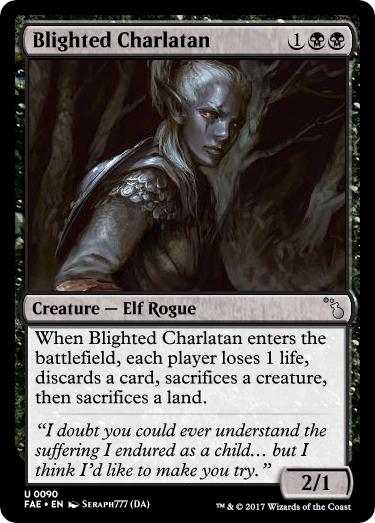 Blighted Charlatan 1
Creature — Elf Rogue
When Blighted Charlatan enters the
battlefield, each player loses 1 life,
discards a card, sacrifices a creature,
then sacrifices a land.
“I doubt you could ever understand the
suffering I endured as a child… but I
think I’d like to make you try.”
2/1
U 0090
FAE • EN SERAPH777 (DA)
™ & © 2017 Wizards of the Coast